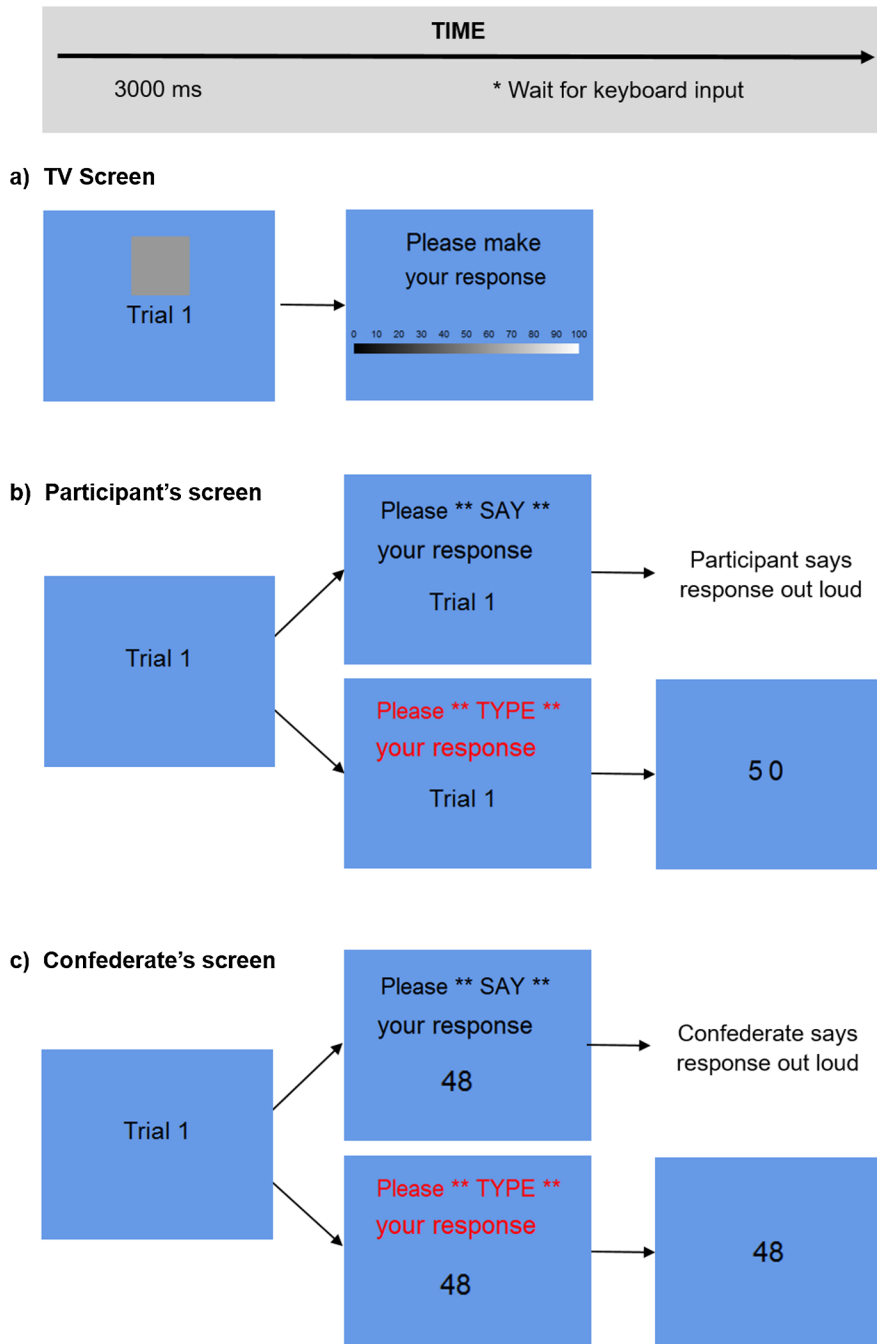 TIME
3000 ms
* Wait for keyboard input
a) TV Screen
Trial 1
Please make
your response
0 10 20 30 40 50 60 70 80 90 100
b) Participant's screen
Trial 1
Please ** SAY **
your response
Trial 1
Participant says
response out loud
Please ** TYPE **
your response
Trial 1
5 0
c) Confederate's screen
Trial 1
Please ** SAY **
your response
48
Confederate says
response out loud
Please ** TYPE **
your response
48
48